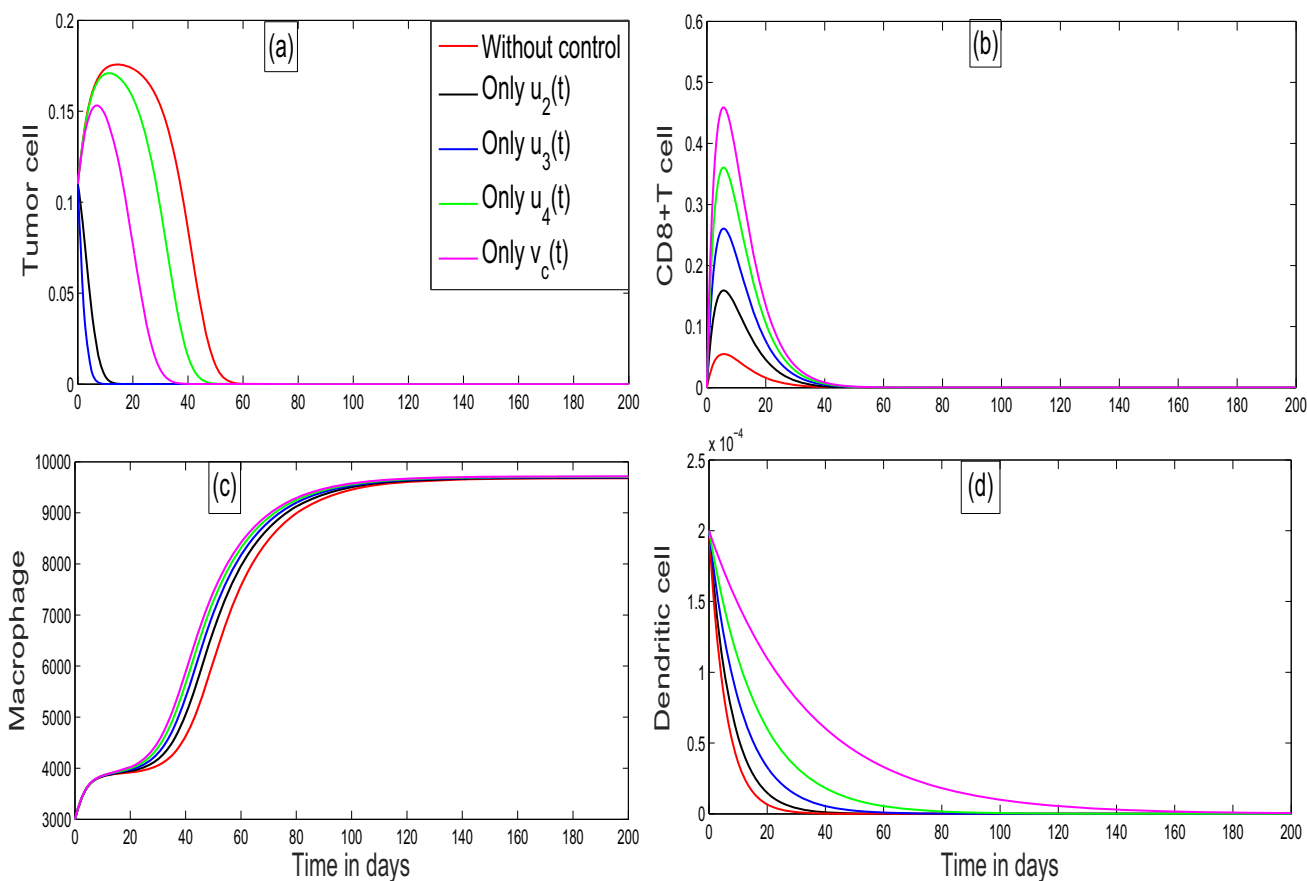 (a)
Tumor cell
0.2
0.15
0.1
0.05
0
0 20 40 60 80 100 120 140 160 180 200
Without control
Only u_2(t)
Only u_3(t)
Only u_4(t)
Only v_c(t)
(b)
CD8+T cell
0.6
0.5
0.4
0.3
0.2
0.1
0
0 20 40 60 80 100 120 140 160 180 200
(c)
Macrophage
10000
9000
8000
7000
6000
5000
4000
3000
0 20 40 60 80 100 120 140 160 180 200
Time in days
x 10^−4
(d)
Dendritic cell
2.5
2
1.5
1
0.5
0
0 20 40 60 80 100 120 140 160 180 200
Time in days